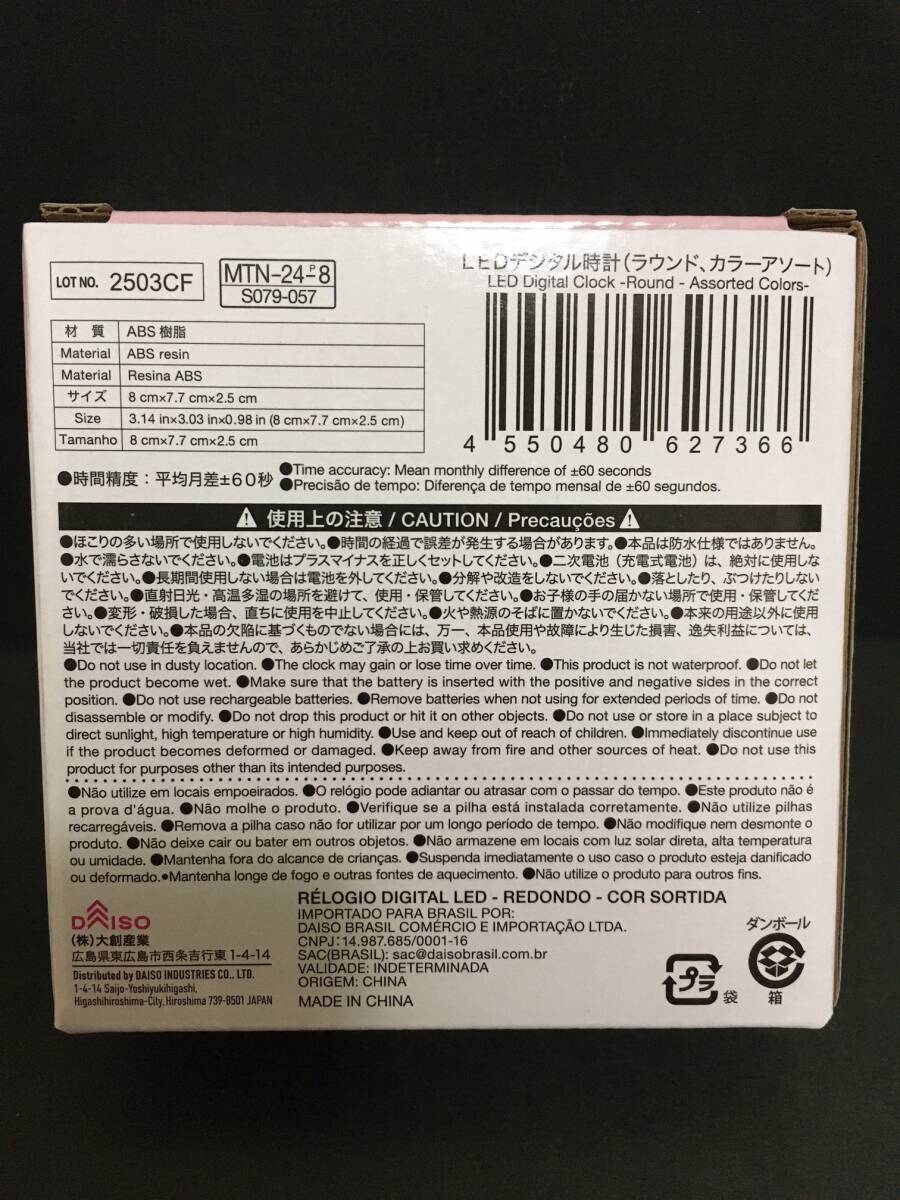 LOT NO. 2503CF
MTN-24-P-8
S079-057
LEDデジタル時計(ラウンド、カラーアソート)
LED Digital Clock -Round - Assorted Colors-
材 質 ABS 樹脂
Material ABS resin
Material Resina ABS
サイズ 8 cm×7.7 cm×2.5 cm
Size 3.14 in×3.03 in×0.98 in (8 cm×7.7 cm×2.5 cm)
Tamanho 8 cm×7.7 cm×2.5 cm
4 550480 627366
●時間精度：平均月差±60秒
●Time accuracy: Mean monthly difference of ±60 seconds
●Precisão de tempo: Diferença de tempo mensal de ±60 segundos.
⚠ 使用上の注意 / CAUTION / Precauções ⚠
●ほこりの多い場所で使用しないでください。●時間の経過で誤差が発生する場合があります。●本品は防水仕様ではありません。
●水で濡らさないでください。●電池はプラスマイナスを正しくセットしてください。●二次電池（充電式電池）は、絶対に使用しな
いでください。●長期間使用しない場合は電池を外してください。●分解や改造をしないでください。●落としたり、ぶつけたりしない
でください。●直射日光・高温多湿の場所を避けて、使用・保管してください。●お子様の手の届かない場所で使用・保管してくださ
い。●変形・破損した場合、直ちに使用を中止してください。●火や熱源のそばに置かないでください。●本来の用途以外に使用
しないでください。●本品の欠陥に基づくものでない場合には、万一、本品使用や故障により生じた損害、逸失利益については、
当社では一切責任を負えませんので、あらかじめご了承の上お買い求めください。
●Do not use in dusty location. ●The clock may gain or lose time over time. ●This product is not waterproof. ●Do not let
the product become wet. ●Make sure that the battery is inserted with the positive and negative sides in the correct
position. ●Do not use rechargeable batteries. ●Remove batteries when not using for extended periods of time. ●Do not
disassemble or modify. ●Do not drop this product or hit it on other objects. ●Do not use or store in a place subject to
direct sunlight, high temperature or high humidity. ●Use and keep out of reach of children. ●Immediately discontinue use
if the product becomes deformed or damaged. ●Keep away from fire and other sources of heat. ●Do not use this
product for purposes other than its intended purposes.
●Não utilize em locais empoeirados. ●O relógio pode adiantar ou atrasar com o passar do tempo. ●Este produto não é
a prova d'água. ●Não molhe o produto. ●Verifique se a pilha está instalada corretamente. ●Não utilize pilhas
recarregáveis. ●Remova a pilha caso não for utilizar por um longo período de tempo. ●Não modifique nem desmonte o
produto. ●Não deixe cair ou bater em outros objetos. ●Não armazene em locais com luz solar direta, alta temperatura
ou umidade. ●Mantenha fora do alcance de crianças. ●Suspenda imediatamente o uso caso o produto esteja danificado
ou deformado.●Mantenha longe de fogo e outras fontes de aquecimento. ●Não utilize o produto para outros fins.
DAISO
(株)大創産業
広島県東広島市西条吉行東 1-4-14
Distributed by DAISO INDUSTRIES CO., LTD.
1-4-14 Saijo-Yoshiyukihigashi,
Higashihiroshima-City, Hiroshima 739-8501 JAPAN
RÉLOGIO DIGITAL LED - REDONDO - COR SORTIDA
IMPORTADO PARA BRASIL POR:
DAISO BRASIL COMÉRCIO E IMPORTAÇÃO LTDA.
CNPJ: 14.987.685/0001-16
SAC(BRASIL): sac@daisobrasil.com.br
VALIDADE: INDETERMINADA
ORIGEM: CHINA
MADE IN CHINA
プラ
袋
ダンボール
箱